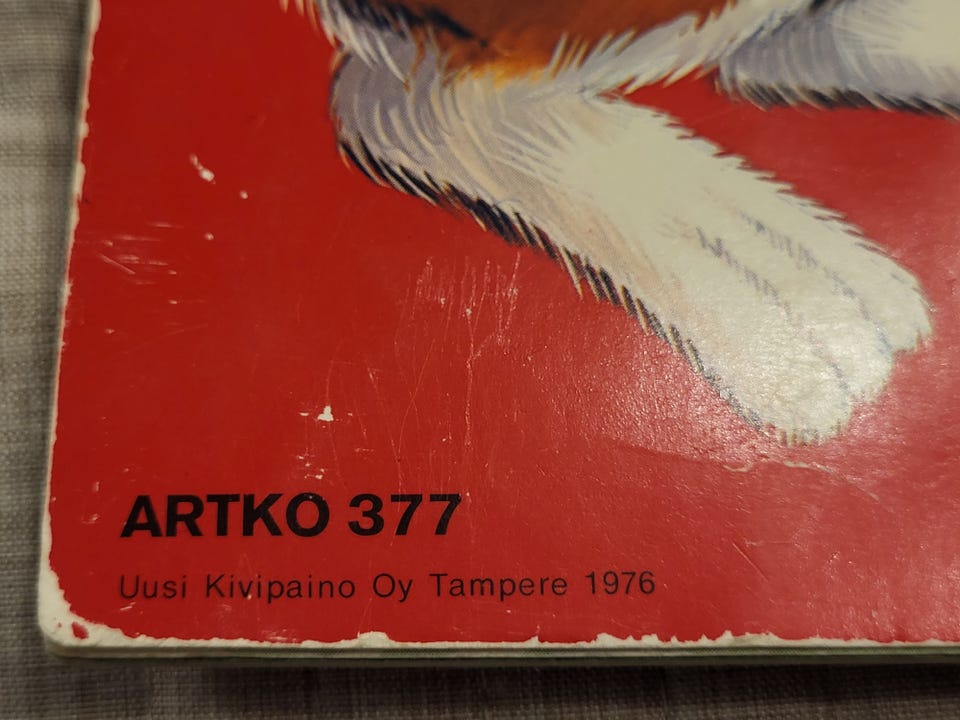 ARTKO 377
Uusi Kivipaino Oy Tampere 1976